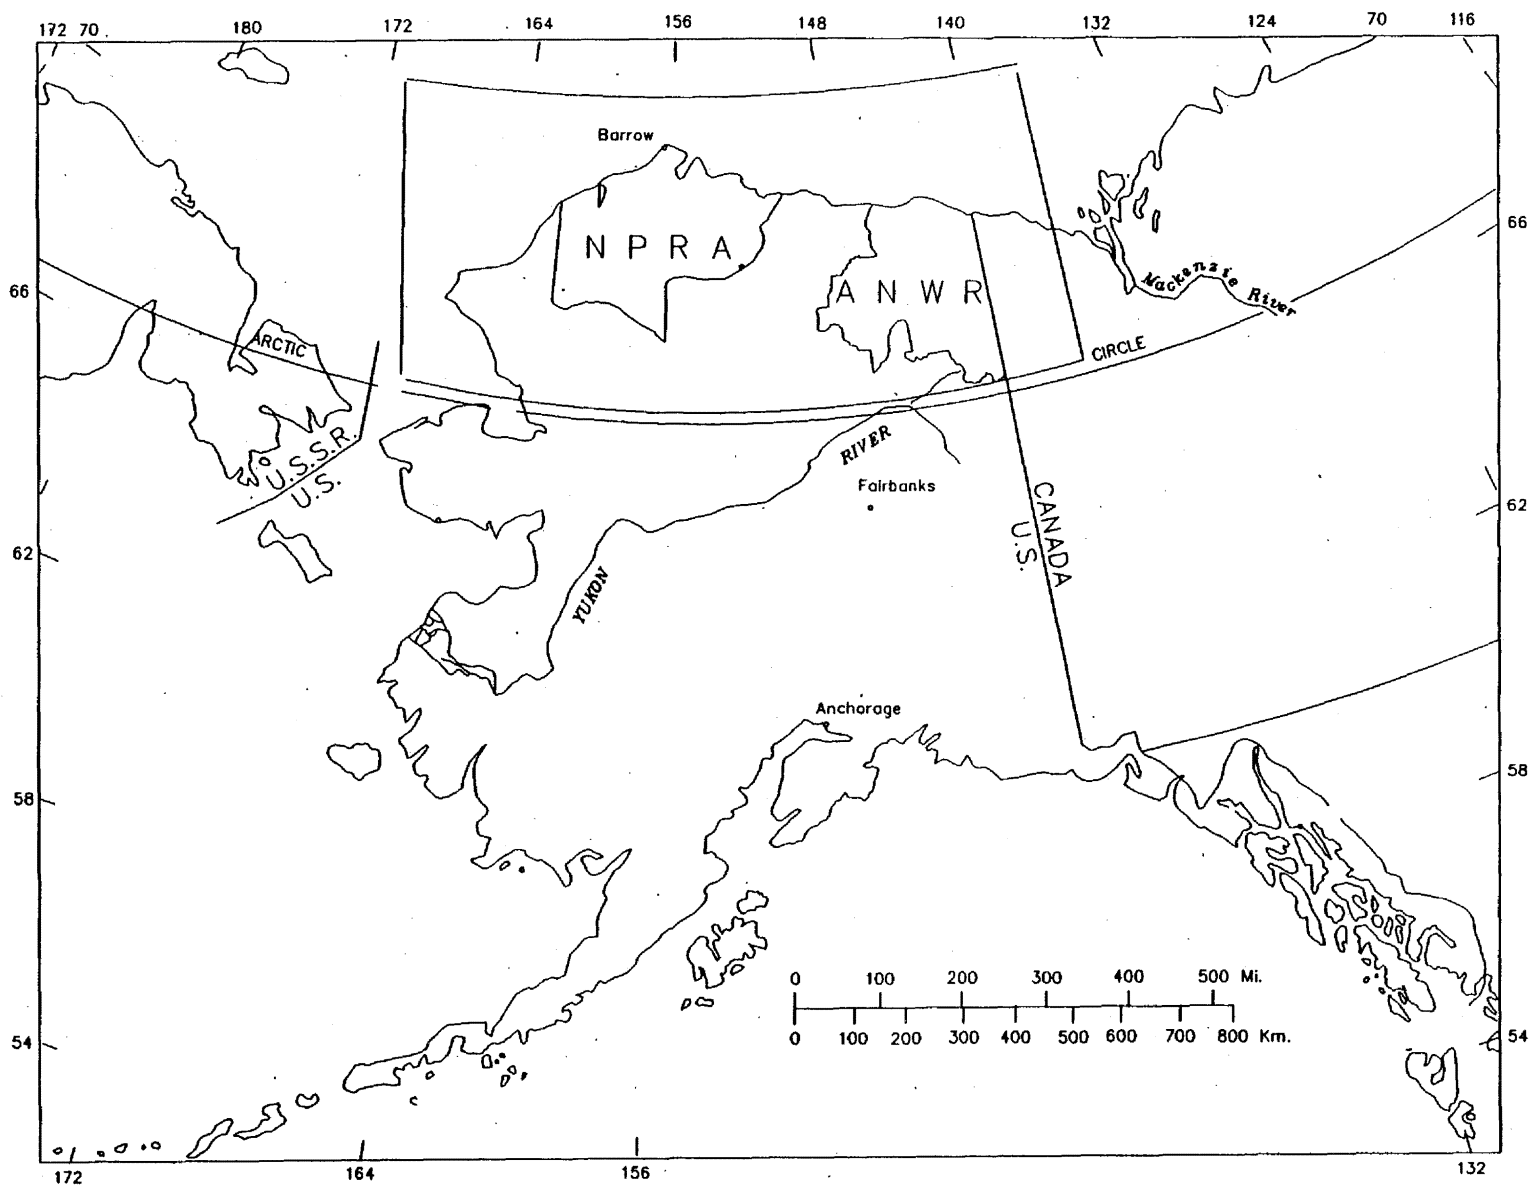 172 70 180 172 164 156 148 140 132 124 70 116
Barrow
N P R A
66
Mackenzie River
A N W R
66
ARCTIC
CIRCLE
U.S.S.R.
U.S.
RIVER
Fairbanks
CANADA
U.S.
62
62
YUKON
Anchorage
58
58
0 100 200 300 400 500 Mi.
0 100 200 300 400 500 600 700 800 Km.
54
54
172 164 156 132